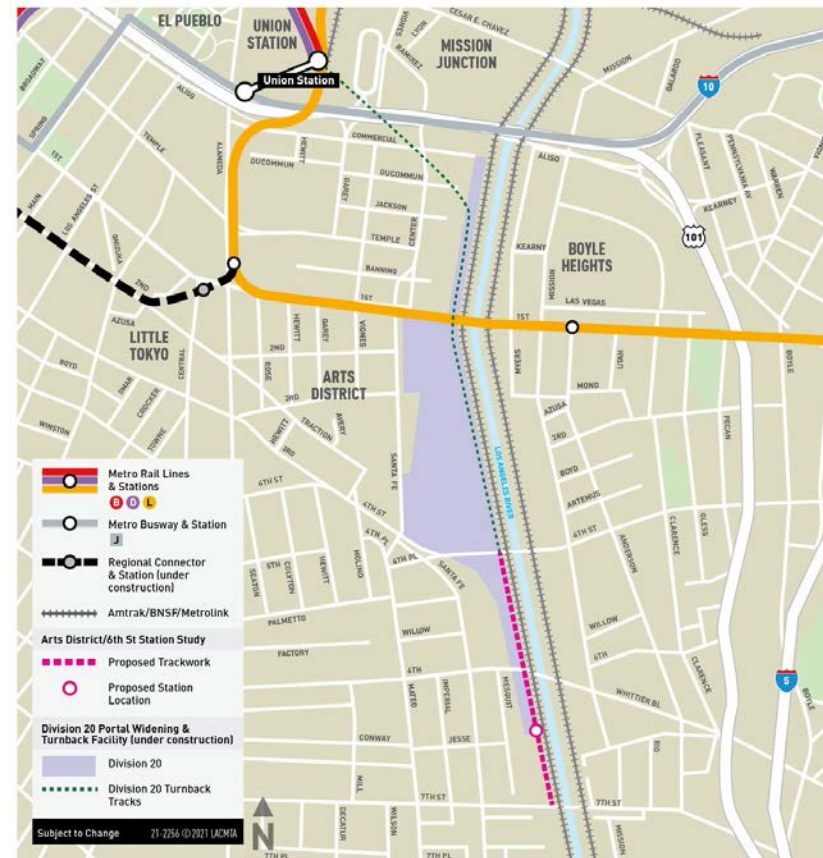 EL PUEBLO
UNION
STATION
Union Station
MISSION
JUNCTION
VIGNES
LYON
CESAR E. CHAVEZ
RAMIREZ
MISSION
GALARDO
10
BROADWAY
SPRING
ALISO
TEMPLE
1ST
MAIN
LOS ANGELES ST
ONIZUKA
2ND
ALAMEDA
COMMERCIAL
HEWITT
DUCOMMUN
DUCOMMUN
GAREY
JACKSON
CENTER
TEMPLE
BANNING
1ST
ALISO
PLEASANT
PENNSYLVANIA AV
WARREN
KEARNEY
101
KEARNY
MISSION
BOYLE
HEIGHTS
LAS VEGAS
1ST
BOYLE
AZUSA
LITTLE
TOKYO
CENTRAL
BOYD
OMAR
CROCKER
TOWNE
WINSTON
HEWITT
GAREY
VIGNES
2ND
ROSE
ARTS
DISTRICT
3RD
HEWITT
TRACTION
AVERY
3RD
SANTA FE
MYERS
UTAH
MONO
AZUSA
3RD
BOYD
ARTEMUS
4TH ST
PECAN
GLESS
CLARENCE
ANDERSON
LOS ANGELES RIVER
4TH ST
4TH ST
4TH PL
4TH PL
SANTA FE
5TH
SEATON
COLYTON
HEWITT
MOLINO
PALMETTO
FACTORY
WILLOW
6TH
MATEO
IMPERIAL
MESQUIT
WILLOW
6TH
WHITTIER BL
CLARENCE
5
BOYLE
CONWAY
JESSE
RIO
MILL
7TH ST
7TH ST
DECATUR
WILSON
MISSION
7TH PL
7TH PL
N
Metro Rail Lines
& Stations
B D L
Metro Busway & Station
J
Regional Connector
& Station (under
construction)
Amtrak/BNSF/Metrolink
Arts District/6th St Station Study
Proposed Trackwork
Proposed Station
Location
Division 20 Portal Widening &
Turnback Facility (under construction)
Division 20
Division 20 Turnback
Tracks
Subject to Change 21-2256 ©2021 LACMTA